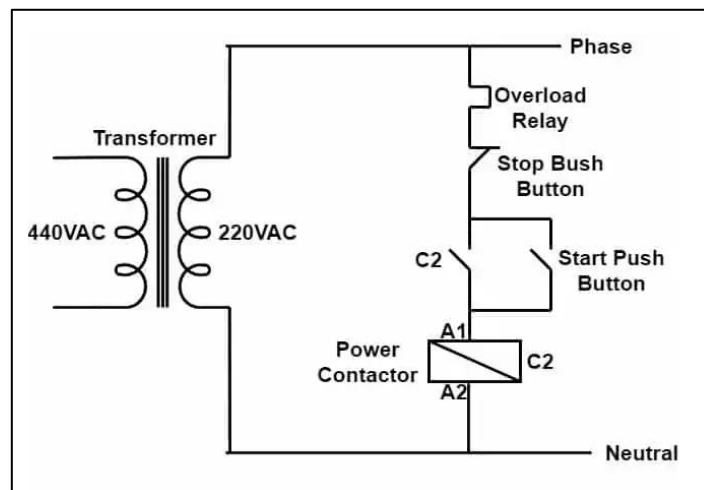 Phase
Overload
Relay
Transformer
Stop Bush
Button
440VAC
220VAC
C2
Start Push
Button
A1
Power
Contactor
C2
A2
Neutral